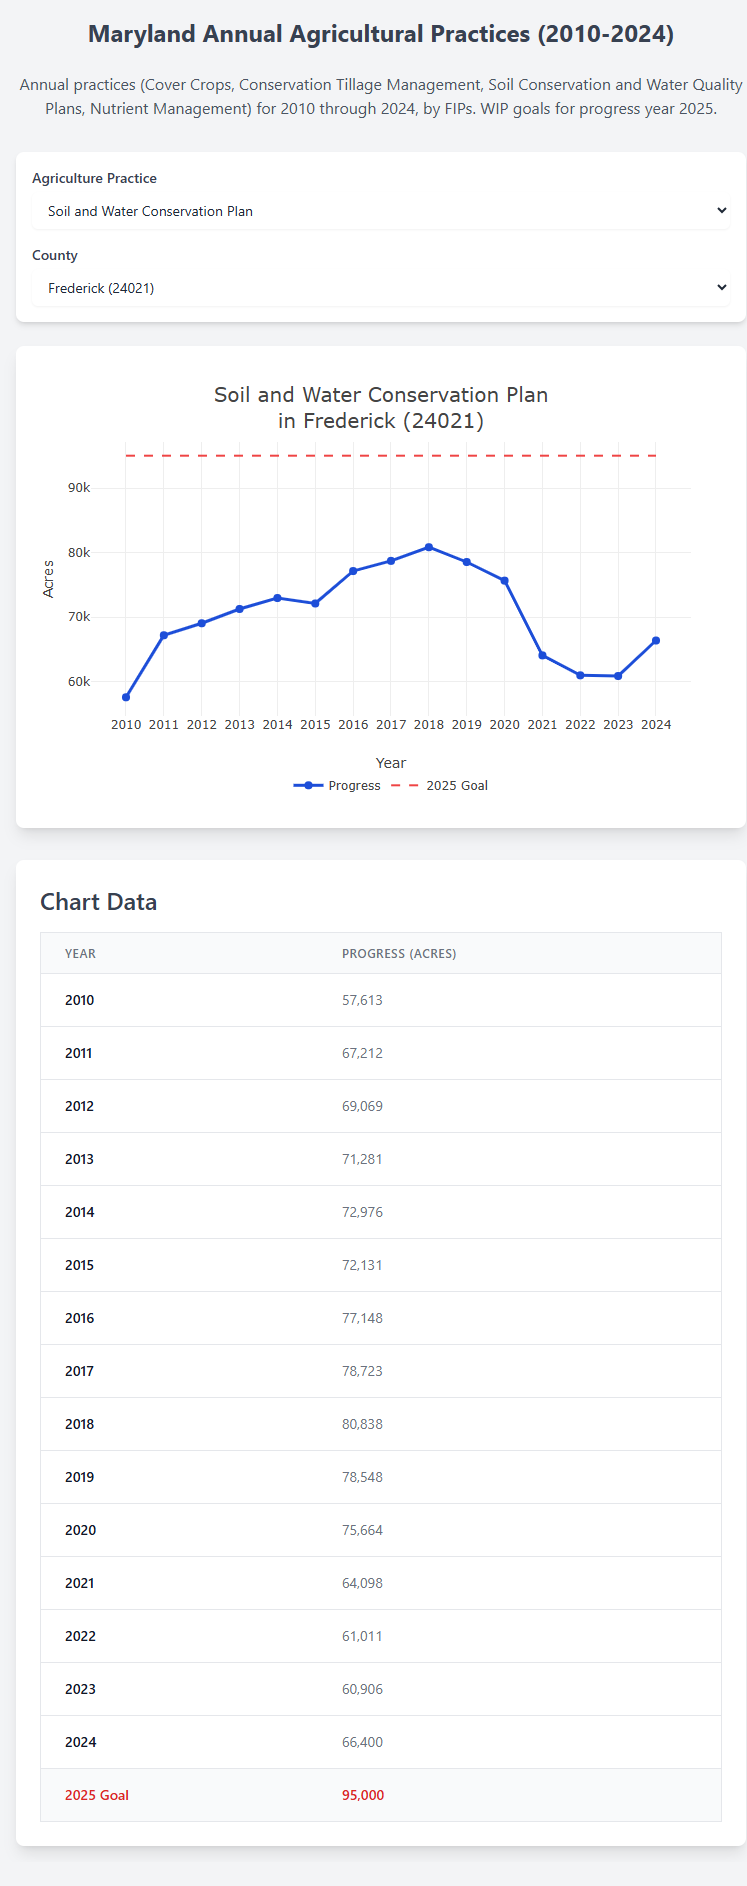 Maryland Annual Agricultural Practices (2010-2024)
Annual practices (Cover Crops, Conservation Tillage Management, Soil Conservation and Water Quality
Plans, Nutrient Management) for 2010 through 2024, by FIPs. WIP goals for progress year 2025.
Agriculture Practice
Soil and Water Conservation Plan
County
Frederick (24021)
Soil and Water Conservation Plan
in Frederick (24021)
90k
80k
70k
60k
Acres
2010 2011 2012 2013 2014 2015 2016 2017 2018 2019 2020 2021 2022 2023 2024
Year
Progress 2025 Goal
Chart Data
YEAR PROGRESS (ACRES)
2010 57,613
2011 67,212
2012 69,069
2013 71,281
2014 72,976
2015 72,131
2016 77,148
2017 78,723
2018 80,838
2019 78,548
2020 75,664
2021 64,098
2022 61,011
2023 60,906
2024 66,400
2025 Goal 95,000